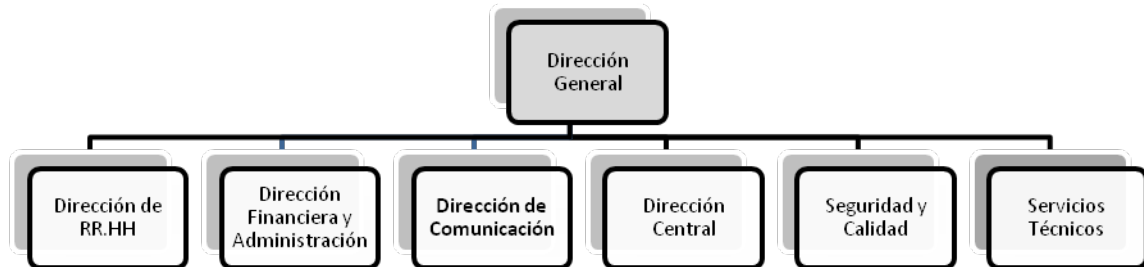 Dirección
General
Dirección de
RR.HH
Dirección
Financiera y
Administración
Dirección de
Comunicación
Dirección
Central
Seguridad y
Calidad
Servicios
Técnicos